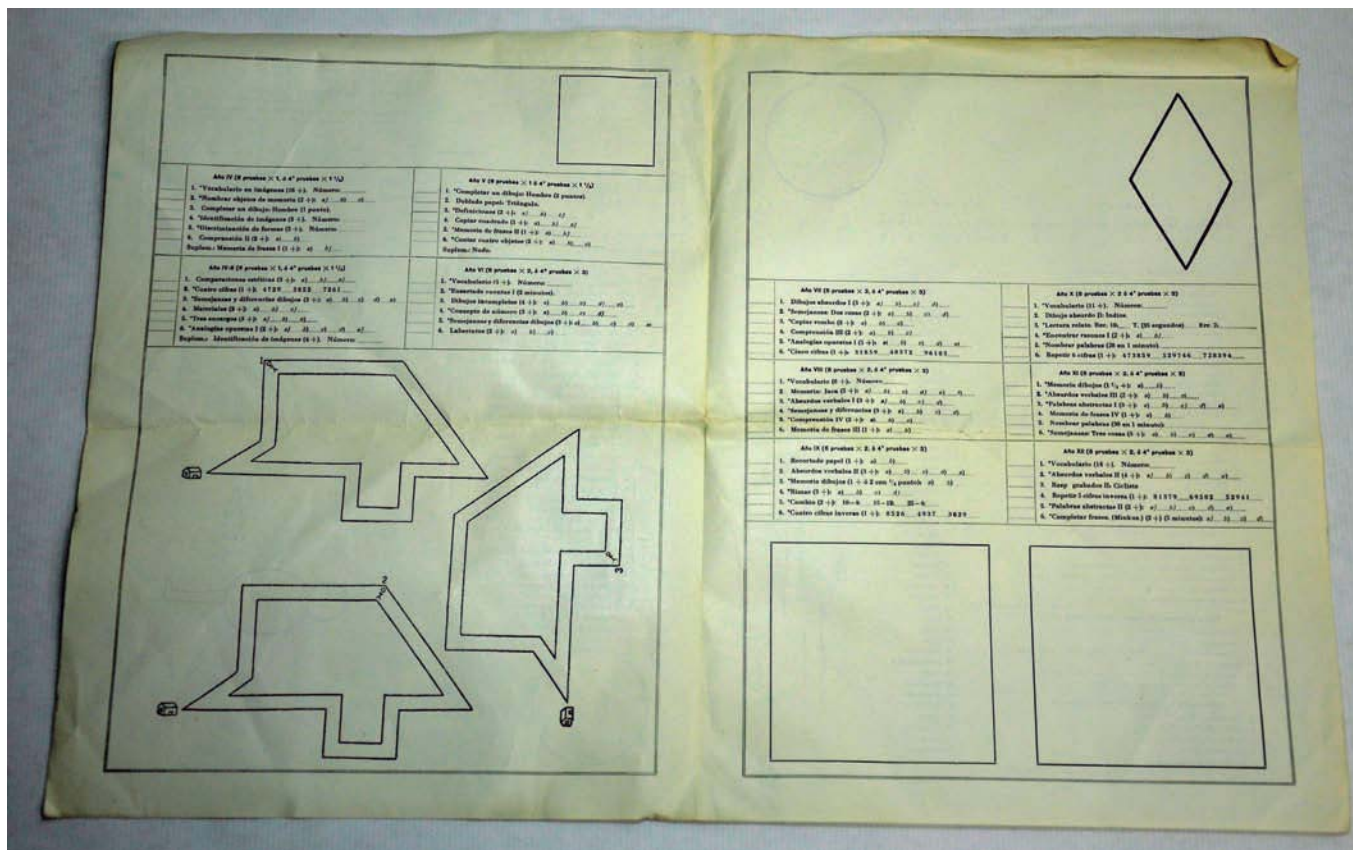 Año IV (6 pruebas × 1, ó 4* pruebas × 1 ½)
1. *Vocabulario en imágenes (16 +). Número:
2. *Nombrar objetos de memoria (2 +): a) b) c)
3. Completar un dibujo: Hombre (1 punto).
4. *Identificación de imágenes (3 +). Número:
5. *Discriminación de formas (8 +). Número:
6. Comprensión II (2 +): a) b)
Suplem.: Memoria de frases I (1 +): a) b)
Año IV-6 (6 pruebas × 1, ó 4* pruebas × 1 ½)
1. Comparaciones estéticas (3 +): a) b) c)
2. *Cuatro cifras (1 +): 4729 3852 7261
3. *Semejanzas y diferencias dibujos (3 +): a) b) c) d) e)
4. Materiales (2 +): a) b) c)
5. *Tres encargos (3 +): a) b) c)
6. *Analogías opuestas I (2 +): a) b) c) d) e)
Suplem.: Identificación de imágenes (4 +). Número:
Año V (6 pruebas × 1 ó 4* pruebas × 1 ½)
1. *Completar un dibujo: Hombre (2 puntos).
2. Doblado papel: Triángulo.
3. *Definiciones (2 +): a) b) c)
4. Copiar cuadrado (1 +): a) b) c)
5. *Memoria de frases II (1 +): a) b)
6. *Contar cuatro objetos (2 +): a) b) c)
Suplem.: Nudo.
Año VI (6 pruebas × 2, ó 4* pruebas × 3)
1. *Vocabulario (5 +). Número:
2. *Ensartado cuentas I (2 minutos).
3. Dibujos incompletos (4 +): a) b) c) d) e)
4. *Concepto de número (3 +): a) b) c) d)
5. *Semejanzas y diferencias dibujos (5 +): a) b) c) d) e)
6. Laberintos (2 +): a) b) c)
1
2
3
Año VII (6 pruebas × 2, ó 4* pruebas × 3)
1. Dibujos absurdos I (3 +): a) b) c) d)
2. *Semejanzas: Dos cosas (2 +): a) b) c) d)
3. *Copiar rombo (2 +): a) b) c)
4. Comprensión III (2 +): a) b) c)
5. *Analogías opuestas I (5 +): a) b) c) d) e)
6. *Cinco cifras (1 +): 31859 48372 96183
Año VIII (6 pruebas × 2, ó 4* pruebas × 3)
1. *Vocabulario (8 +). Número:
2. Memoria: Jaca (5 +): a) b) c) d) e) f)
3. *Absurdos verbales I (3 +): a) b) c) d)
4. *Semejanzas y diferencias (3 +): a) b) c) d)
5. *Comprensión IV (2 +): a) b) c)
6. Memoria de frases III (1 +): a) b)
Año IX (6 pruebas × 2, ó 4* pruebas × 3)
1. Recortado papel (1 +): a) b)
2. Absurdos verbales II (3 +): a) b) c) d) e)
3. *Memoria dibujos (1 + ó 2 con ½ punto): a) b)
4. *Rimar (3 +): a) b) c) d)
5. *Cambio (2 +): 10—4 15—12; 25—4
6. *Cuatro cifras inversa (1 +): 8526 4937 3629
Año X (6 pruebas × 2 ó 4* pruebas × 3)
1. *Vocabulario (11 +). Número:
2. Dibujo absurdo II: Indios.
3. *Lectura relato. Rec. 10; T. (35 segundos). Err. 2:
4. *Encontrar razones I (2 +): a) b)
5. *Nombrar palabras (28 en 1 minuto).
6. Repetir 6 cifras (1 +): 473859 529746 728394
Año XI (6 pruebas × 2, ó 4* pruebas × 3)
1. *Memoria dibujos (1 ½ +): a) b)
2. *Absurdos verbales III (2 +): a) b) c)
3. *Palabras abstractas I (3 +): a) b) c) d) e)
4. Memoria de frases IV (1 +): a) b)
5. Nombrar palabras (30 en 1 minuto).
6. *Semejanzas: Tres cosas (3 +): a) b) c) d) e)
Año XII (6 pruebas × 2, ó 4* pruebas × 3)
1. *Vocabulario (14 +). Número:
2. *Absurdos verbales II (4 +): a) b) c) d) e)
3. Resp. grabados II: Ciclista
4. Repetir 5 cifras inversa (1 +): 81379 69582 52961
5. *Palabras abstractas II (2 +): a) b) c) d) e)
6. *Completar frases (Minkus) (3 +) (5 minutos): a) b) c) d)